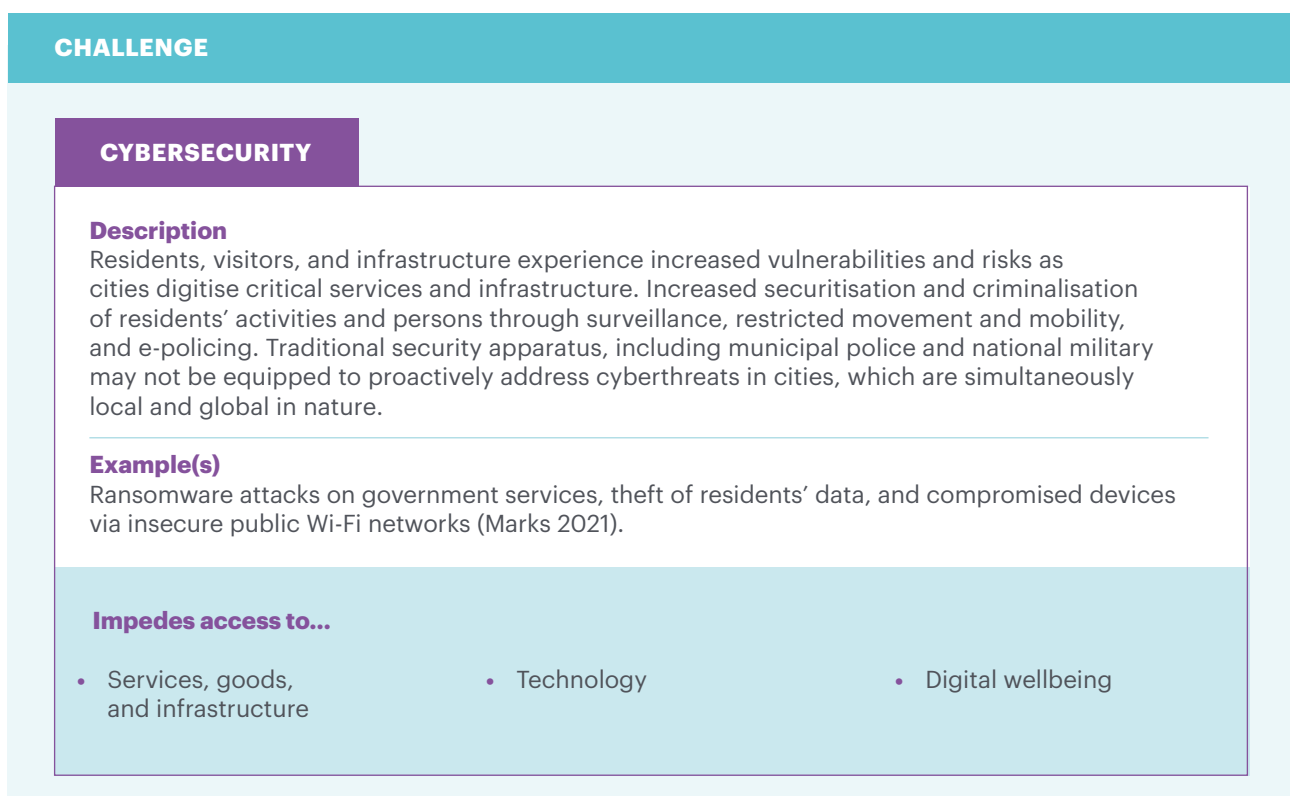 CHALLENGE
CYBERSECURITY
Description
Residents, visitors, and infrastructure experience increased vulnerabilities and risks as
cities digitise critical services and infrastructure. Increased securitisation and criminalisation
of residents’ activities and persons through surveillance, restricted movement and mobility,
and e-policing. Traditional security apparatus, including municipal police and national military
may not be equipped to proactively address cyberthreats in cities, which are simultaneously
local and global in nature.
Example(s)
Ransomware attacks on government services, theft of residents’ data, and compromised devices
via insecure public Wi-Fi networks (Marks 2021).
Impedes access to...
• Services, goods,
and infrastructure
• Technology
• Digital wellbeing